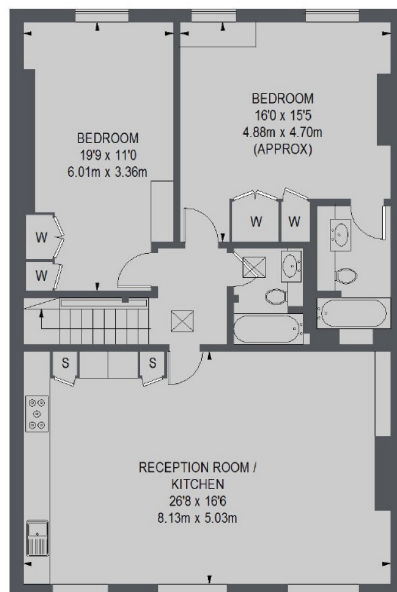 BEDROOM
19'9 x 11'0
6.01m x 3.36m
BEDROOM
16'0 x 15'5
4.88m x 4.70m
(APPROX)
W
W
W
W
S
S
RECEPTION ROOM /
KITCHEN
26'8 x 16'6
8.13m x 5.03m